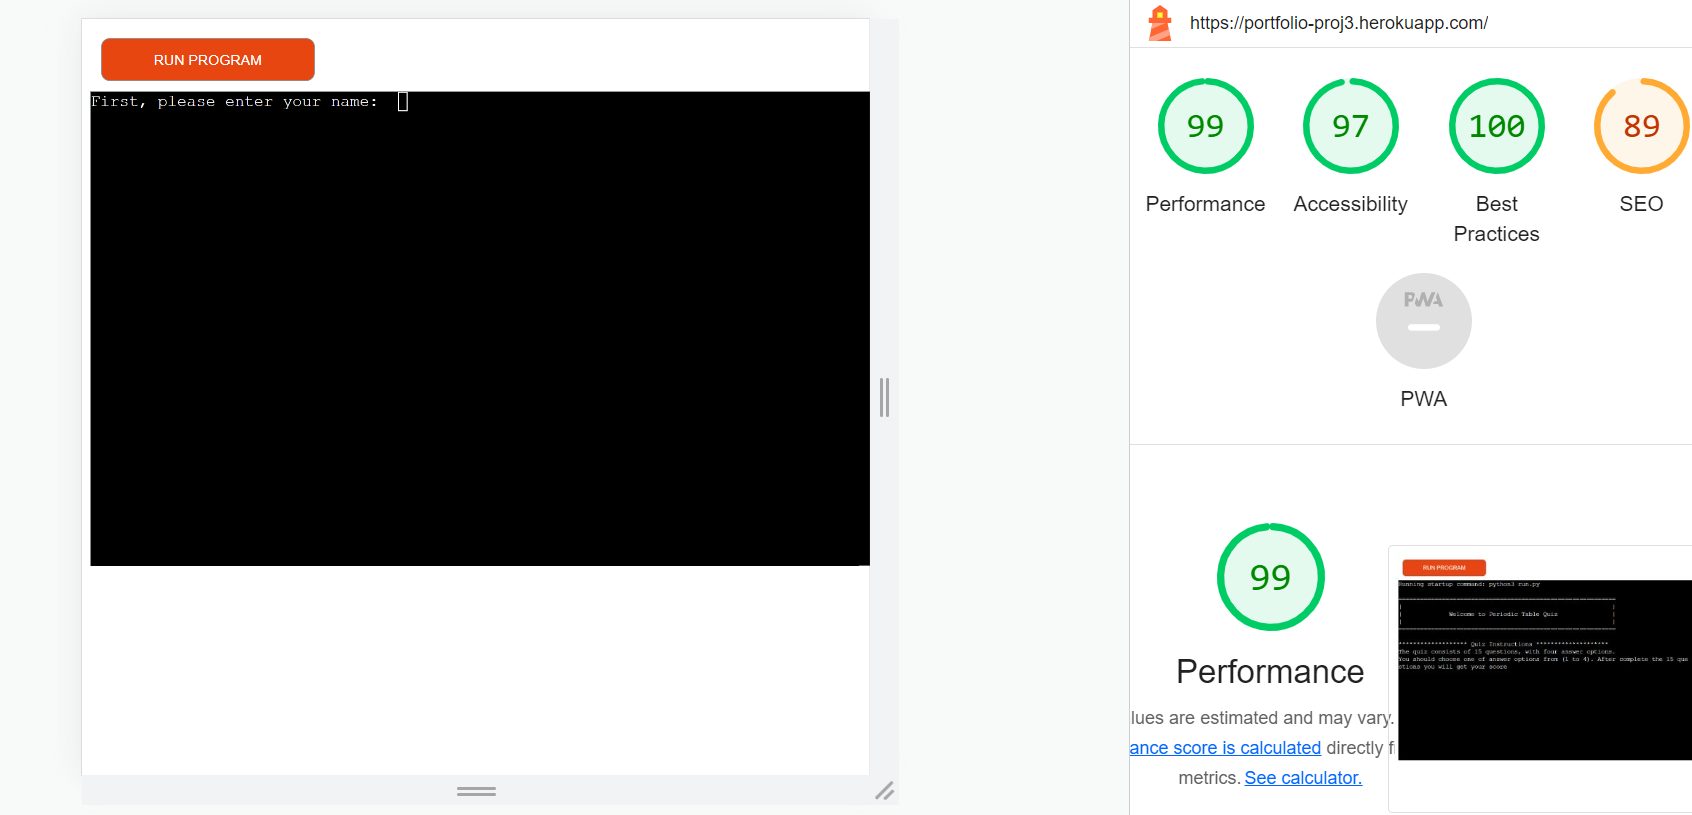 RUN PROGRAM
First, please enter your name:
https://portfolio-proj3.herokuapp.com/
99
97
100
89
Performance
Accessibility
Best
Practices
SEO
PWA
PWA
99
Performance
lues are estimated and may vary.
ance score is calculated directly f
metrics. See calculator.
RUN PROGRAM
Running startup command: python3 run.py
Welcome to Periodic Table Quiz
******************* Quiz Instructions ********************
The quiz consists of 15 questions, with four answer options.
You should choose one of answer options from (1 to 4). After complete the 15 que
stions you will get your score